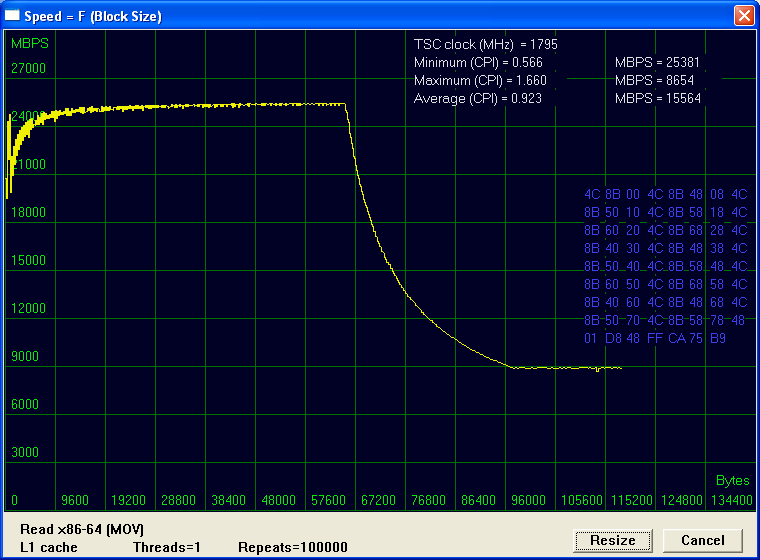 Speed = F (Block Size)
MBPS
TSC clock (MHz) = 1795
Minimum (CPI) = 0.566 MBPS = 25381
Maximum (CPI) = 1.660 MBPS = 8654
Average (CPI) = 0.923 MBPS = 15564
27000
24000
21000
18000
15000
12000
9000
6000
3000
4C 8B 00 4C 8B 48 08 4C
8B 50 10 4C 8B 58 18 4C
8B 60 20 4C 8B 68 28 4C
8B 40 30 4C 8B 48 38 4C
8B 50 40 4C 8B 58 48 4C
8B 60 50 4C 8B 68 58 4C
8B 40 60 4C 8B 48 68 4C
8B 50 70 4C 8B 58 78 48
01 D8 48 FF CA 75 B9
Bytes
0 9600 19200 28800 38400 48000 57600 67200 76800 86400 96000 105600 115200 124800 134400
Read x86-64 (MOV)
L1 cache Threads=1 Repeats=100000
Resize Cancel